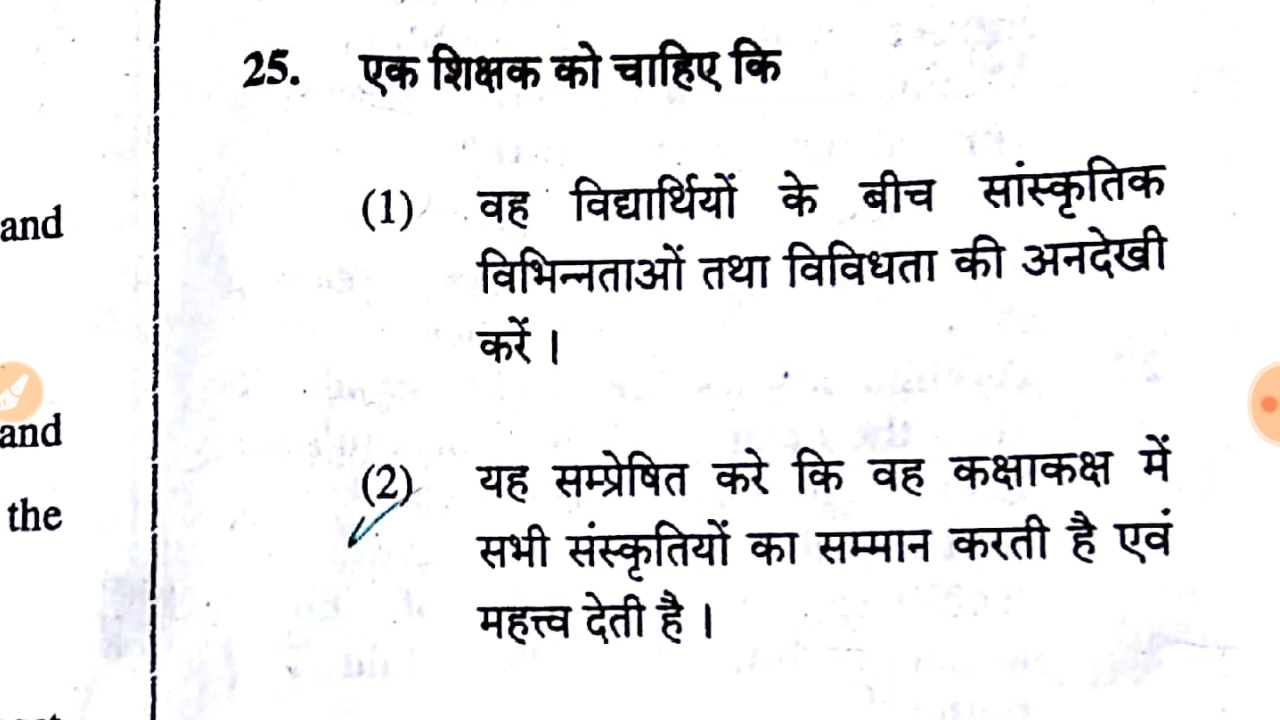 25. एक शिक्षक को चाहिए कि
and
(1) वह विद्यार्थियों के बीच सांस्कृतिक
विभिन्नताओं तथा विविधता की अनदेखी
करें ।
and
(2) यह सम्प्रेषित करे कि वह कक्षाकक्ष में
the
सभी संस्कृतियों का सम्मान करती है एवं
महत्त्व देती है ।